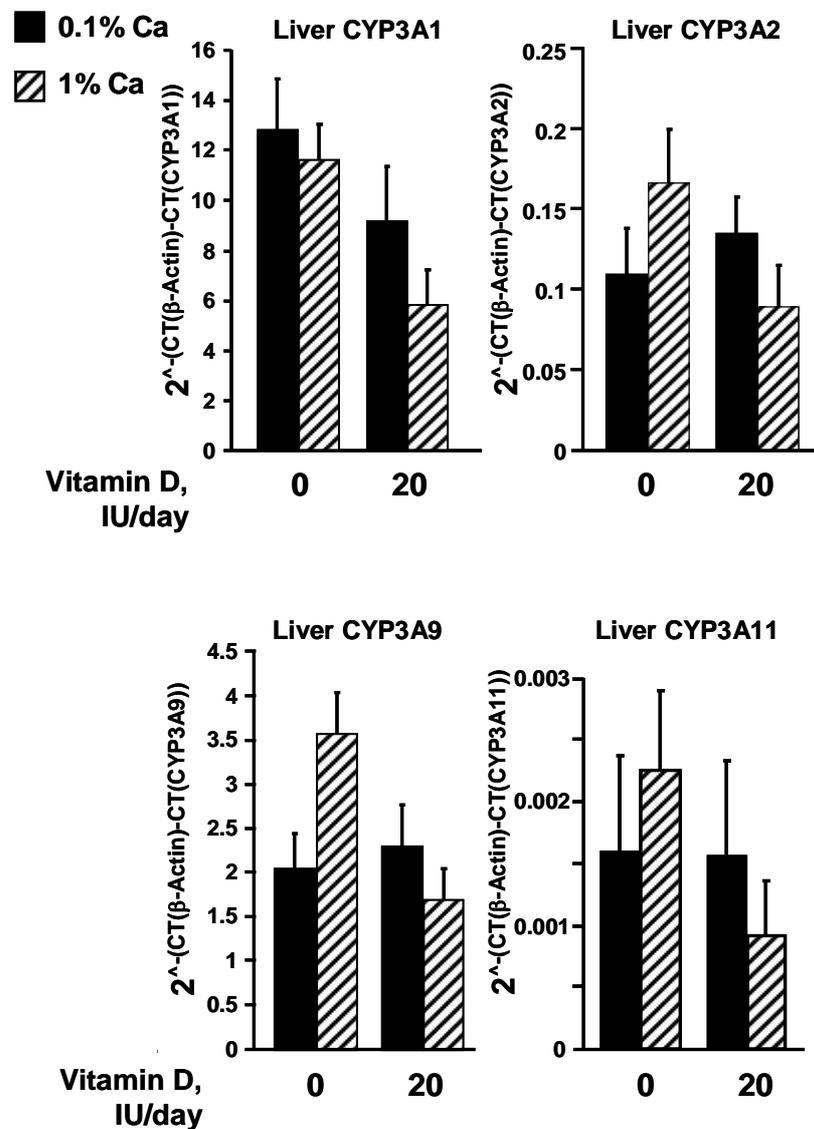 0.1% Ca
1% Ca
Liver CYP3A1
2^-(CT(β-Actin)-CT(CYP3A1))
16
14
12
10
8
6
4
2
0
Liver CYP3A2
2^-(CT(β-Actin)-CT(CYP3A2))
0.25
0.2
0.15
0.1
0.05
0
Vitamin D,
IU/day
0
20
0
20
Liver CYP3A9
2^-(CT(β-Actin)-CT(CYP3A9))
4.5
4
3.5
3
2.5
2
1.5
1
0.5
0
Liver CYP3A11
2^-(CT(β-Actin)-CT(CYP3A11))
0.003
0.002
0.001
0
Vitamin D,
IU/day
0
20
0
20